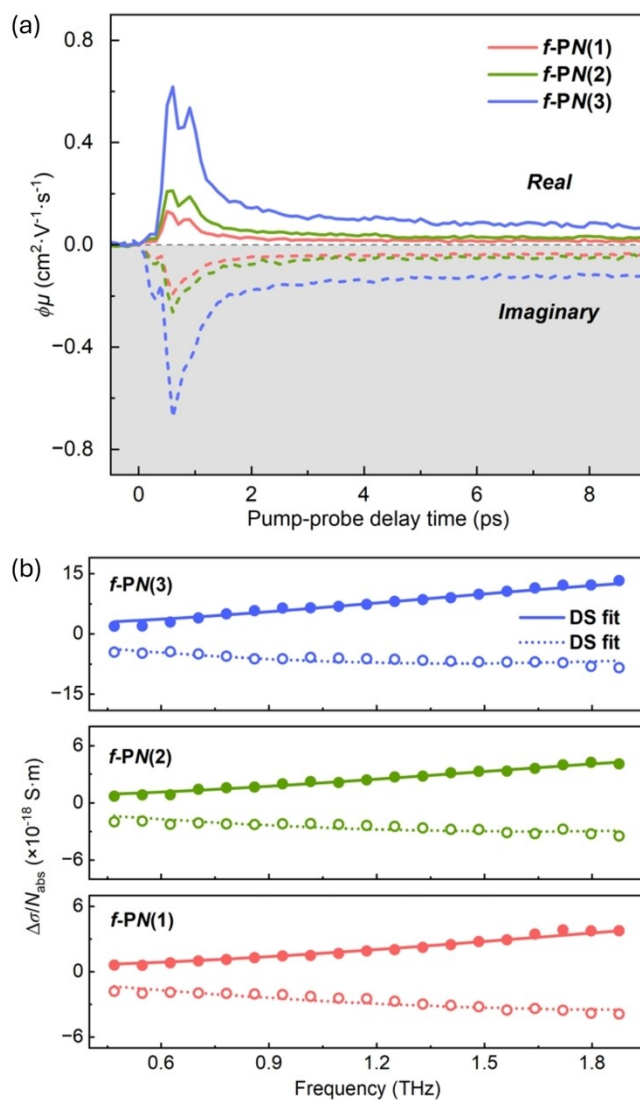 (a)
f-PN(1)
f-PN(2)
f-PN(3)
0.8
0.4
0.0
−0.4
−0.8
ϕμ (cm²·V⁻¹·s⁻¹)
Real
Imaginary
0 2 4 6 8
Pump-probe delay time (ps)
(b)
f-PN(3)
DS fit
DS fit
15
0
−15
f-PN(2)
6
0
−6
Δσ/Nabs (×10⁻¹⁸ S·m)
f-PN(1)
6
0
−6
0.6 0.9 1.2 1.5 1.8
Frequency (THz)